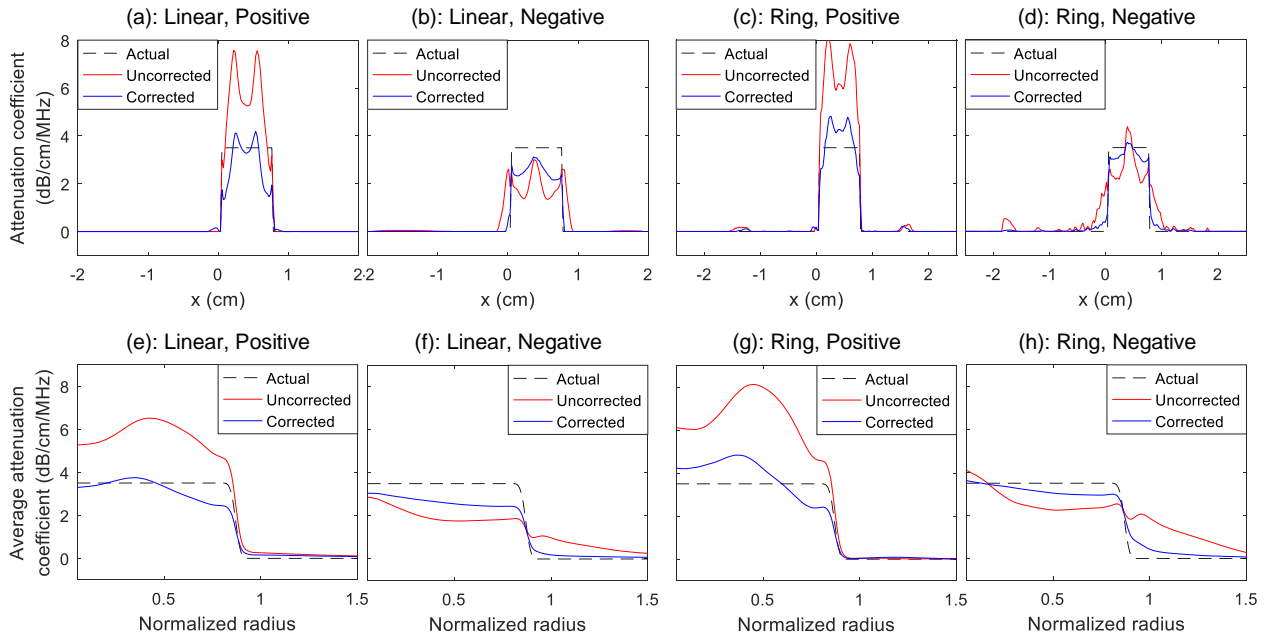 (a): Linear, Positive
(b): Linear, Negative
(c): Ring, Positive
(d): Ring, Negative
Attenuation coefficient
(dB/cm/MHz)
8
6
4
2
0
Actual
Uncorrected
Corrected
Actual
Uncorrected
Corrected
Actual
Uncorrected
Corrected
Actual
Uncorrected
Corrected
-2 -1 0 1 2
-2 -1 0 1 2
-2 -1 0 1 2
-2 -1 0 1 2
x (cm)
x (cm)
x (cm)
x (cm)
(e): Linear, Positive
(f): Linear, Negative
(g): Ring, Positive
(h): Ring, Negative
Average attenuation
coefficient (dB/cm/MHz)
8
6
4
2
0
Actual
Uncorrected
Corrected
Actual
Uncorrected
Corrected
Actual
Uncorrected
Corrected
Actual
Uncorrected
Corrected
0.5 1 1.5
0.5 1 1.5
0.5 1 1.5
0.5 1 1.5
Normalized radius
Normalized radius
Normalized radius
Normalized radius